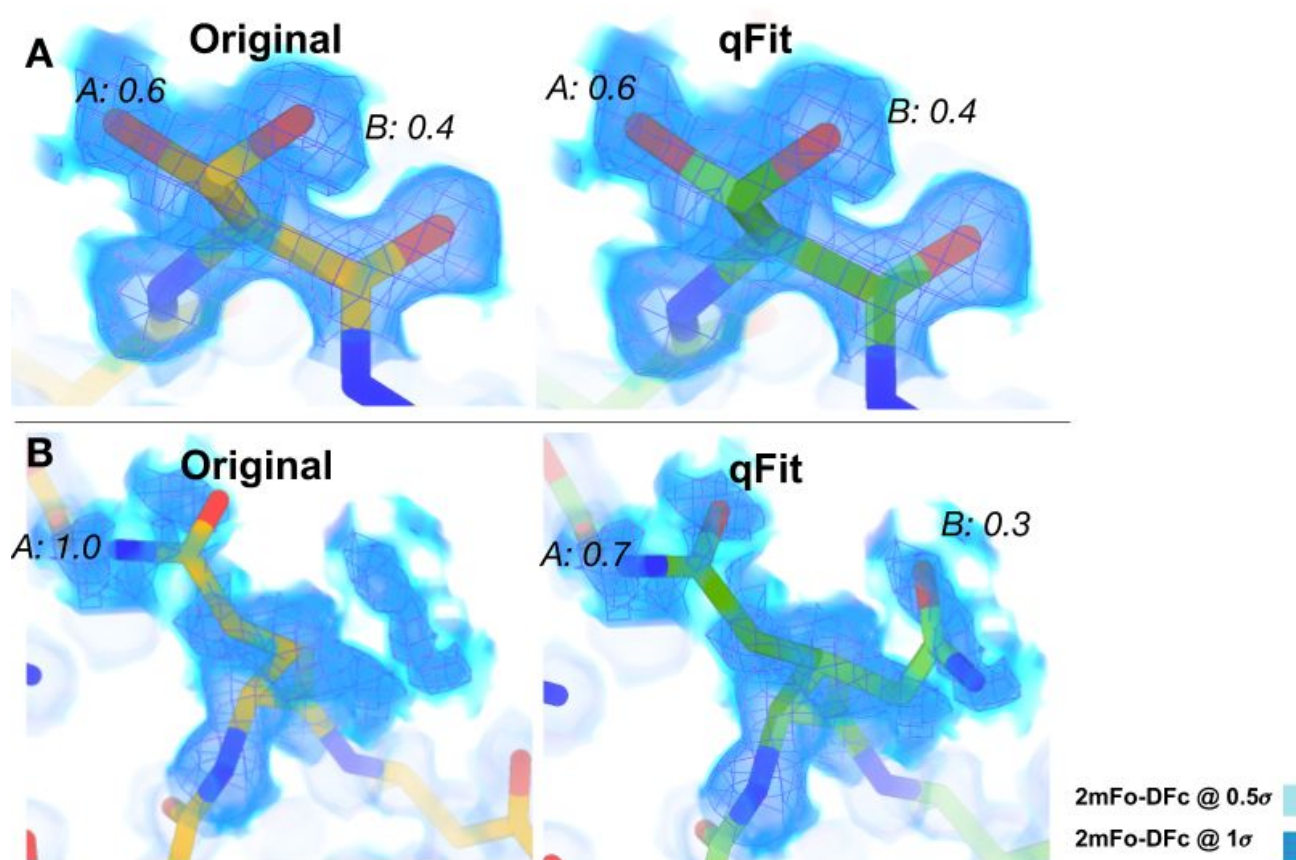 A
Original
qFit
A: 0.6
B: 0.4
A: 0.6
B: 0.4
B
Original
qFit
A: 1.0
A: 0.7
B: 0.3
2mFo-DFc @ 0.5σ
2mFo-DFc @ 1σ